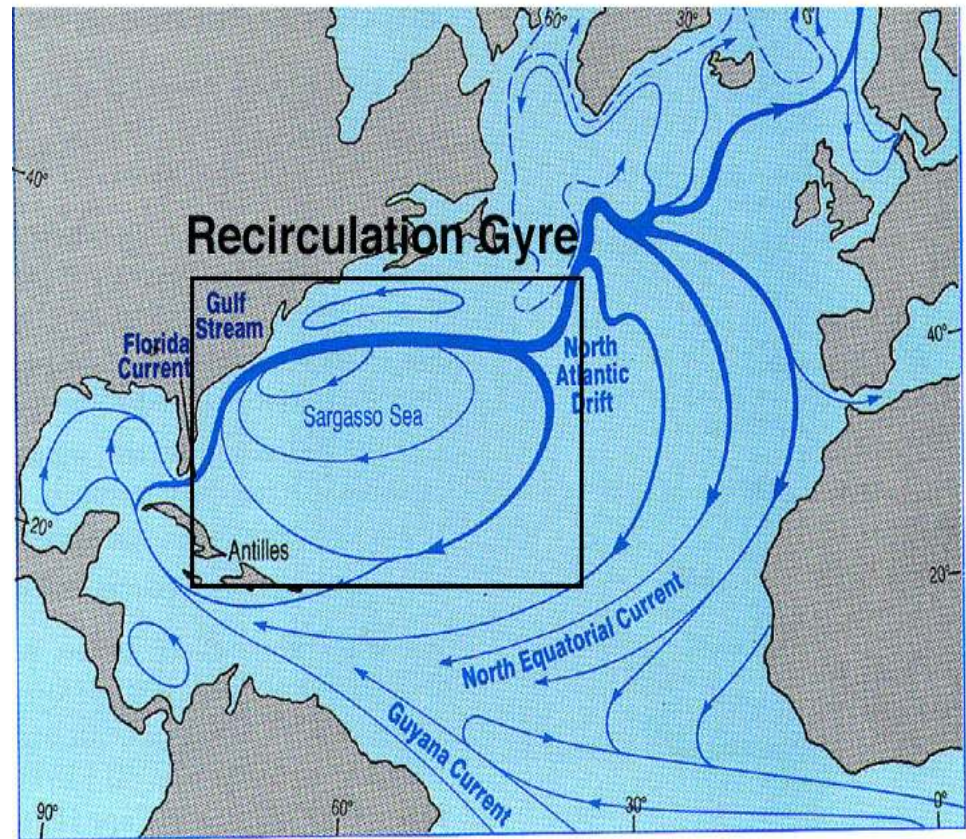 60°
30°
0°
40°
Recirculation Gyre
Gulf
Stream
Florida
Current
North
Atlantic
Drift
40°
Sargasso Sea
20°
Antilles
20°
North Equatorial Current
Guyana Current
90°
60°
30°
0°